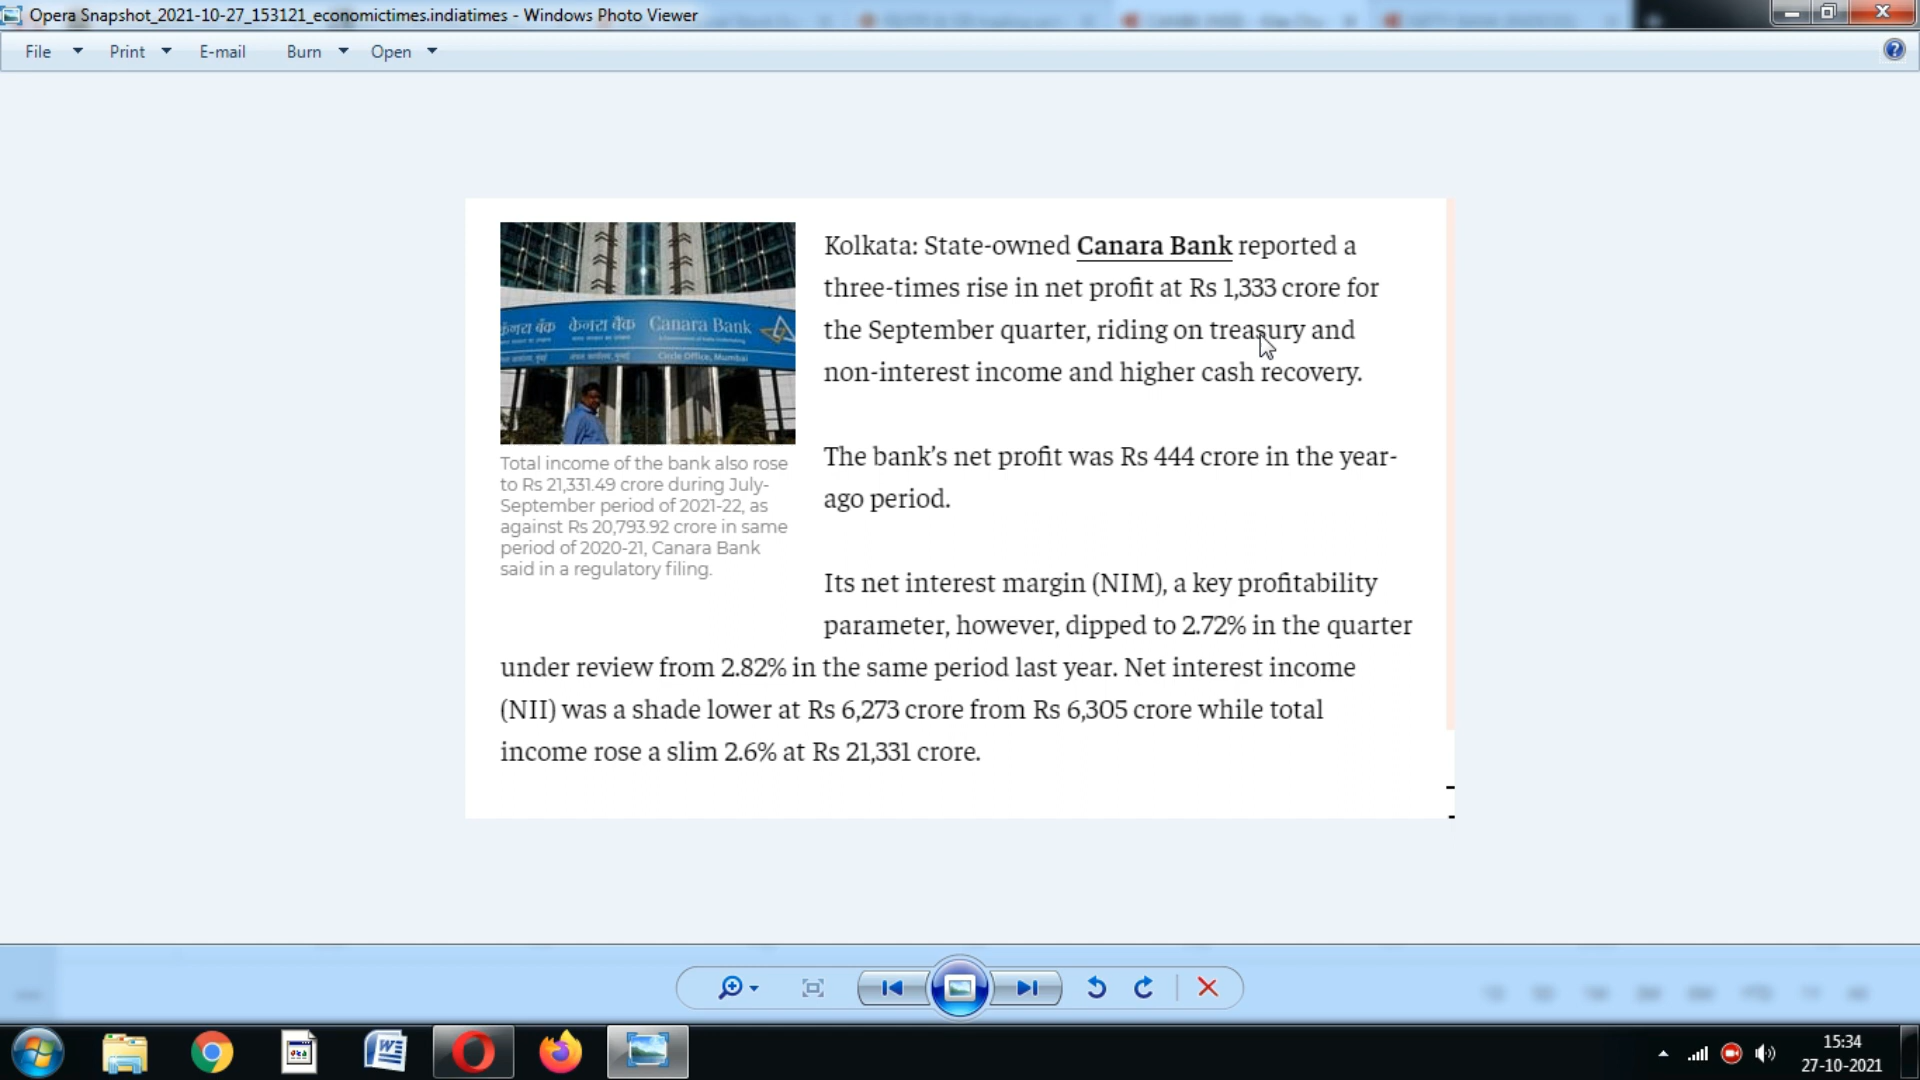 Opera Snapshot_2021-10-27_153121_economictimes.indiatimes - Windows Photo Viewer
File Print E-mail Burn Open
Kolkata: State-owned Canara Bank reported a
three-times rise in net profit at Rs 1,333 crore for
the September quarter, riding on treasury and
non-interest income and higher cash recovery.
The bank's net profit was Rs 444 crore in the year-
ago period.
Its net interest margin (NIM), a key profitability
parameter, however, dipped to 2.72% in the quarter
under review from 2.82% in the same period last year. Net interest income
(NII) was a shade lower at Rs 6,273 crore from Rs 6,305 crore while total
income rose a slim 2.6% at Rs 21,331 crore.
केनरा बैंक Canara Bank
Circle Office, Mumbai
Total income of the bank also rose
to Rs 21,331.49 crore during July-
September period of 2021-22, as
against Rs 20,793.92 crore in same
period of 2020-21, Canara Bank
said in a regulatory filing.
15:34
27-10-2021